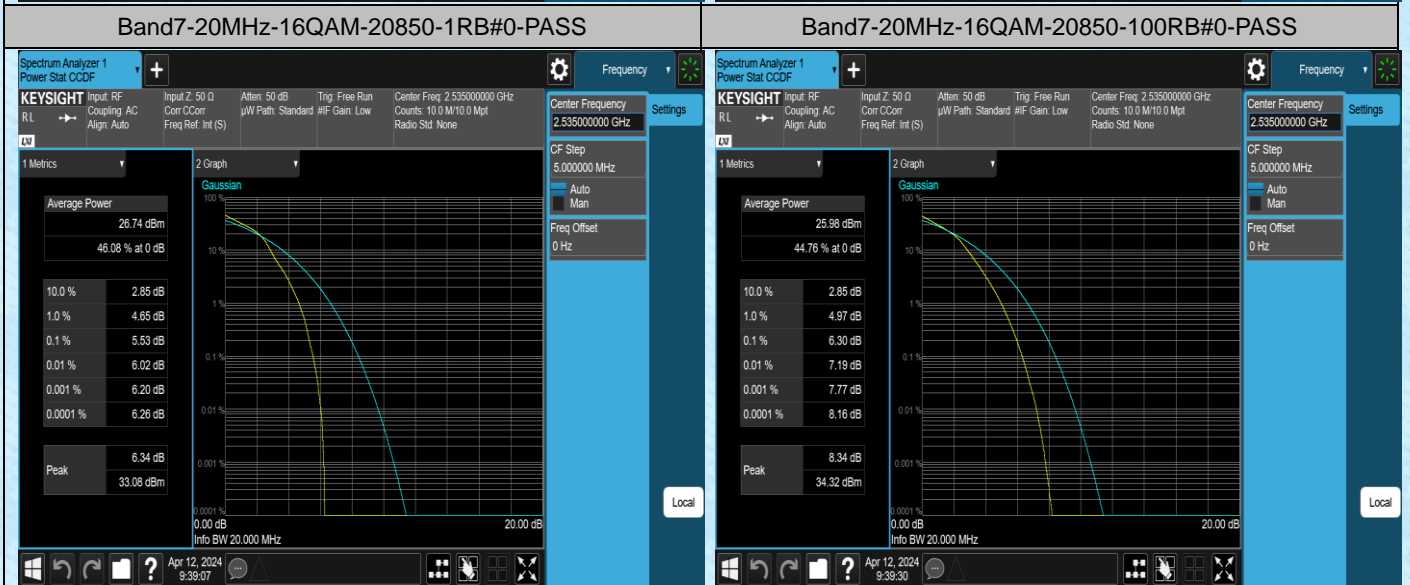 Band7-20MHz-16QAM-20850-1RB#0-PASS
Band7-20MHz-16QAM-20850-100RB#0-PASS
Spectrum Analyzer 1
Power Stat CCDF
+
Frequency
KEYSIGHT
RL
LXI
Input: RF
Coupling: AC
Align: Auto
Input Z: 50 Ω
Corr CCorr
Freq Ref: Int (S)
Atten: 50 dB
µW Path: Standard
Trig: Free Run
#IF Gain: Low
Center Freq: 2.535000000 GHz
Counts: 10.0 M/10.0 Mpt
Radio Std: None
Center Frequency
2.535000000 GHz
Settings
CF Step
5.000000 MHz
Auto
Man
Freq Offset
0 Hz
1 Metrics
Average Power
26.74 dBm
46.08 % at 0 dB
10.0 % 2.85 dB
1.0 % 4.65 dB
0.1 % 5.53 dB
0.01 % 6.02 dB
0.001 % 6.20 dB
0.0001 % 6.26 dB
Peak
6.34 dB
33.08 dBm
2 Graph
Gaussian
100 %
10 %
1 %
0.1 %
0.01 %
0.001 %
0.0001 %
0.00 dB 20.00 dB
Info BW 20.000 MHz
Local
?
Apr 12, 2024
9:39:07
Spectrum Analyzer 1
Power Stat CCDF
+
Frequency
KEYSIGHT
RL
LXI
Input: RF
Coupling: AC
Align: Auto
Input Z: 50 Ω
Corr CCorr
Freq Ref: Int (S)
Atten: 50 dB
µW Path: Standard
Trig: Free Run
#IF Gain: Low
Center Freq: 2.535000000 GHz
Counts: 10.0 M/10.0 Mpt
Radio Std: None
Center Frequency
2.535000000 GHz
Settings
CF Step
5.000000 MHz
Auto
Man
Freq Offset
0 Hz
1 Metrics
Average Power
25.98 dBm
44.76 % at 0 dB
10.0 % 2.85 dB
1.0 % 4.97 dB
0.1 % 6.30 dB
0.01 % 7.19 dB
0.001 % 7.77 dB
0.0001 % 8.16 dB
Peak
8.34 dB
34.32 dBm
2 Graph
Gaussian
100 %
10 %
1 %
0.1 %
0.01 %
0.001 %
0.0001 %
0.00 dB 20.00 dB
Info BW 20.000 MHz
Local
?
Apr 12, 2024
9:39:30